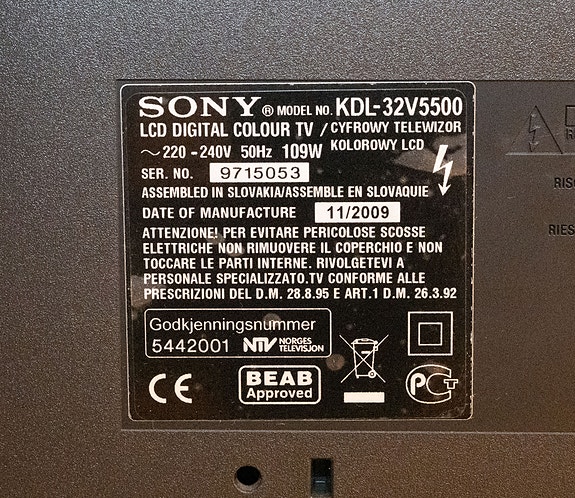 SONY ® MODEL NO. KDL-32V5500
LCD DIGITAL COLOUR TV / CYFROWY TELEWIZOR
KOLOROWY LCD
~220 -240V 50Hz 109W
SER. NO. 9715053
ASSEMBLED IN SLOVAKIA/ASSEMBLE EN SLOVAQUIE
DATE OF MANUFACTURE 11/2009
ATTENZIONE! PER EVITARE PERICOLOSE SCOSSE
ELETTRICHE NON RIMUOVERE IL COPERCHIO E NON
TOCCARE LE PARTI INTERNE. RIVOLGETEVI A
PERSONALE SPECIALIZZATO.TV CONFORME ALLE
PRESCRIZIONI DEL D.M. 28.8.95 E ART.1 D.M. 26.3.92
Godkjenningsnummer
5442001 NTV NORGES
TELEVISJON
CE
BEAB
Approved
PCT
RIS
RIES